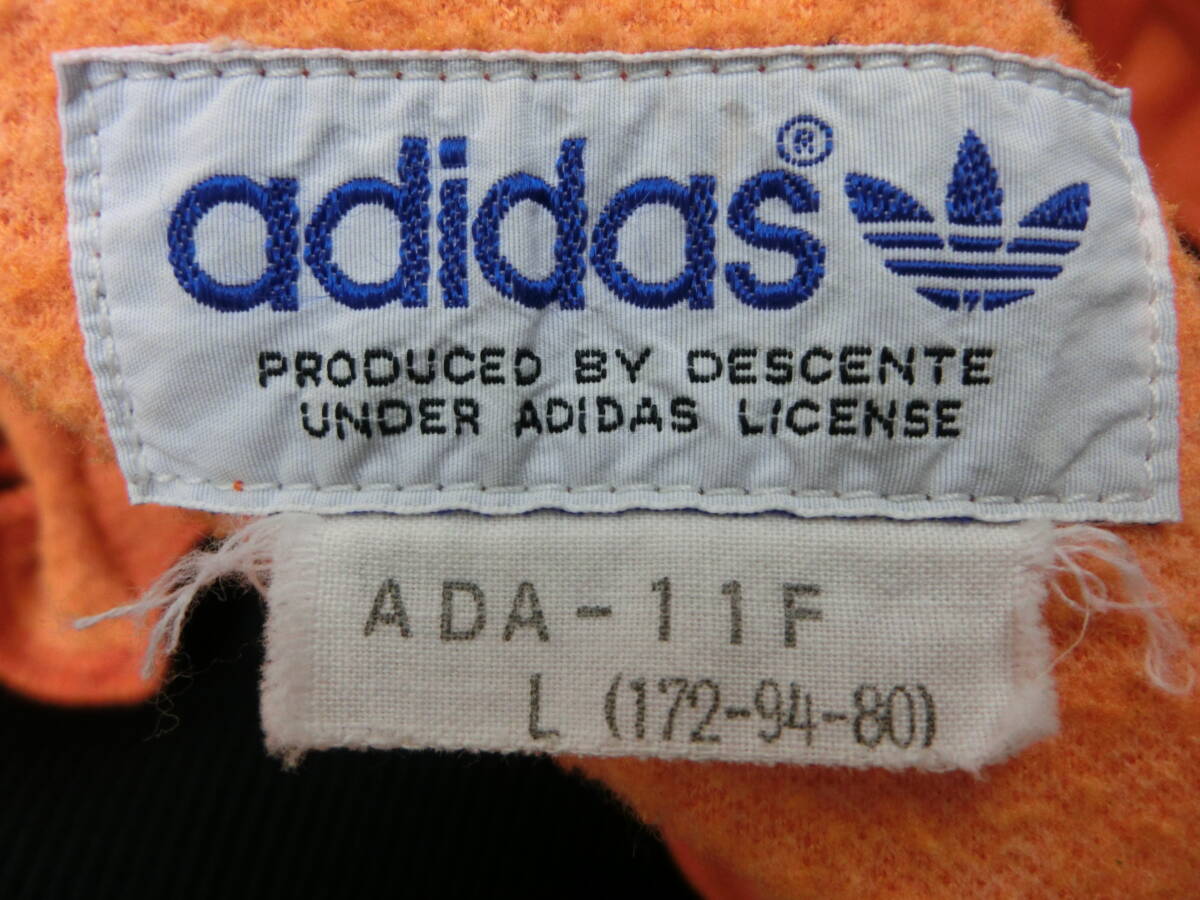 adidas®
PRODUCED BY DESCENTE
UNDER ADIDAS LICENSE
ADA-11F
L (172-94-80)